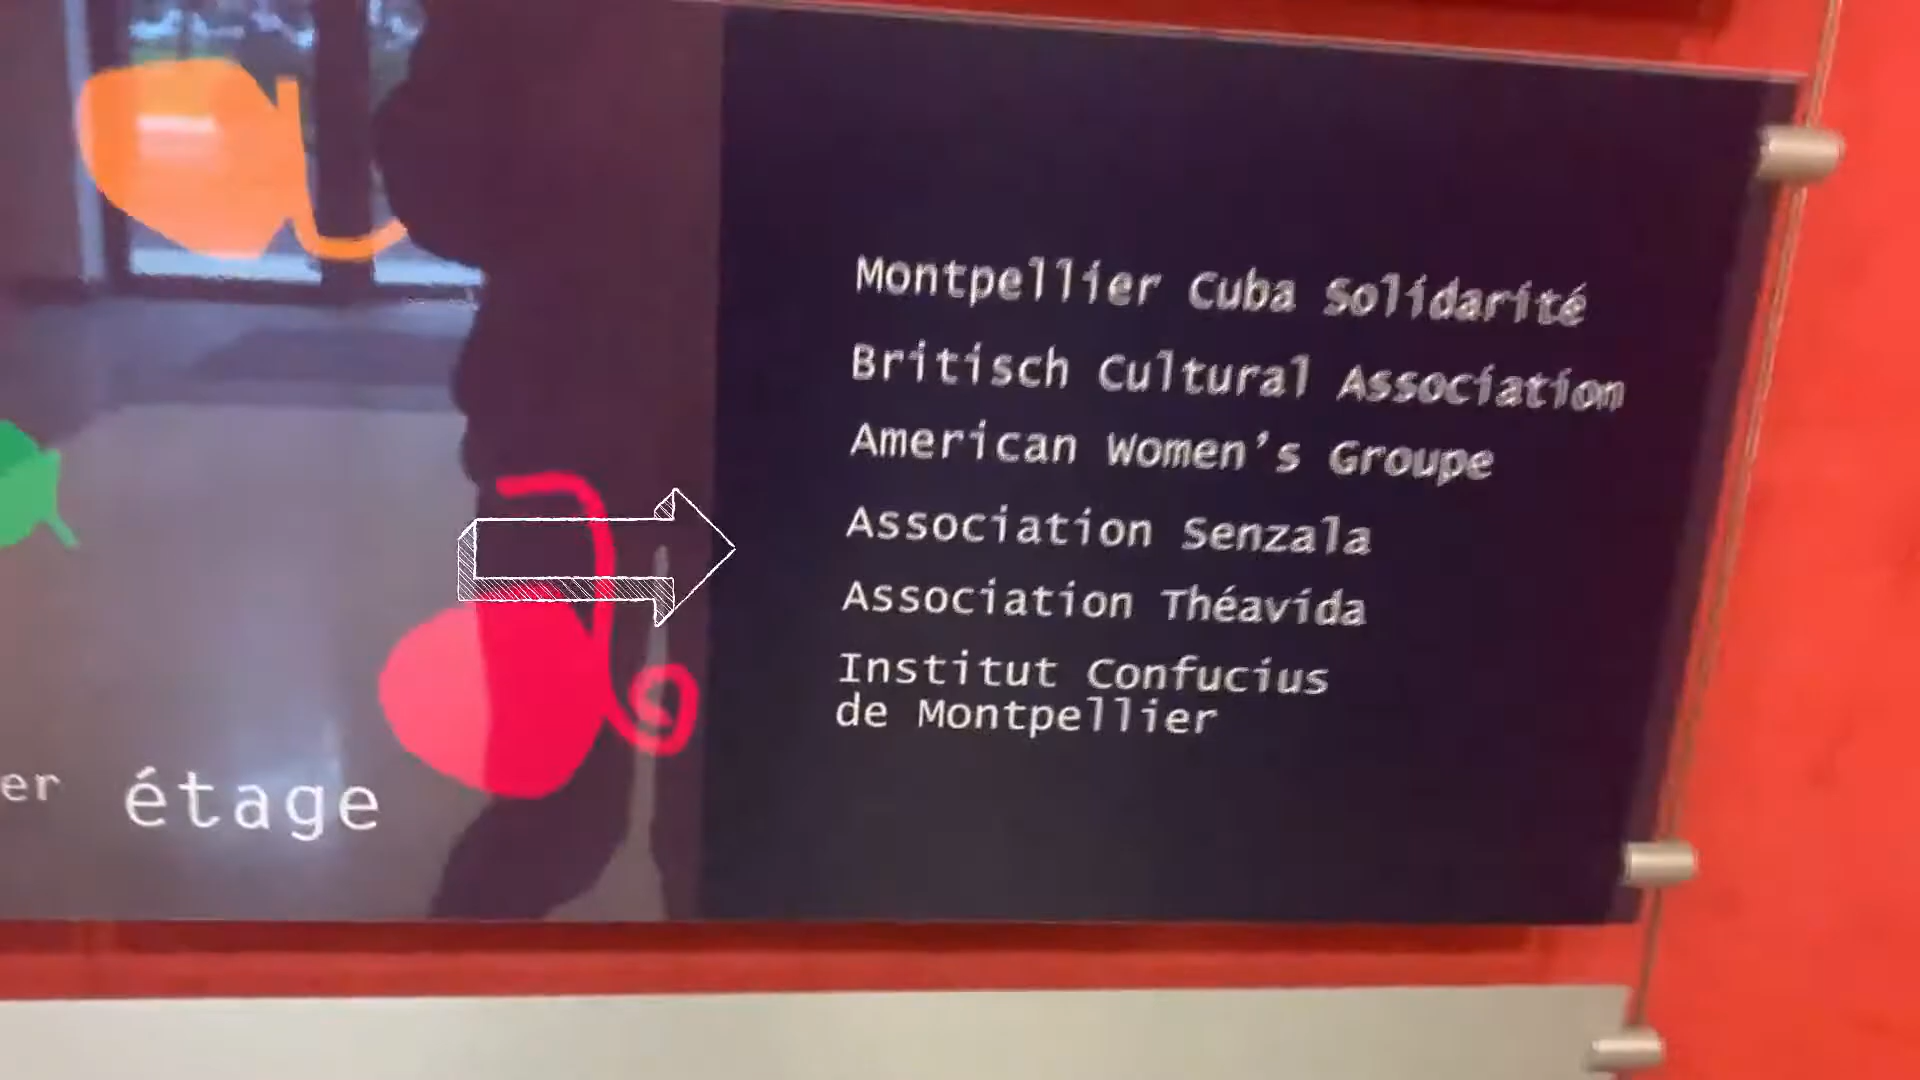 Montpellier Cuba Solidarité
Britisch Cultural Association
American Women's Groupe
Association Senzala
Association Théavida
Institut Confucius
de Montpellier
er étage